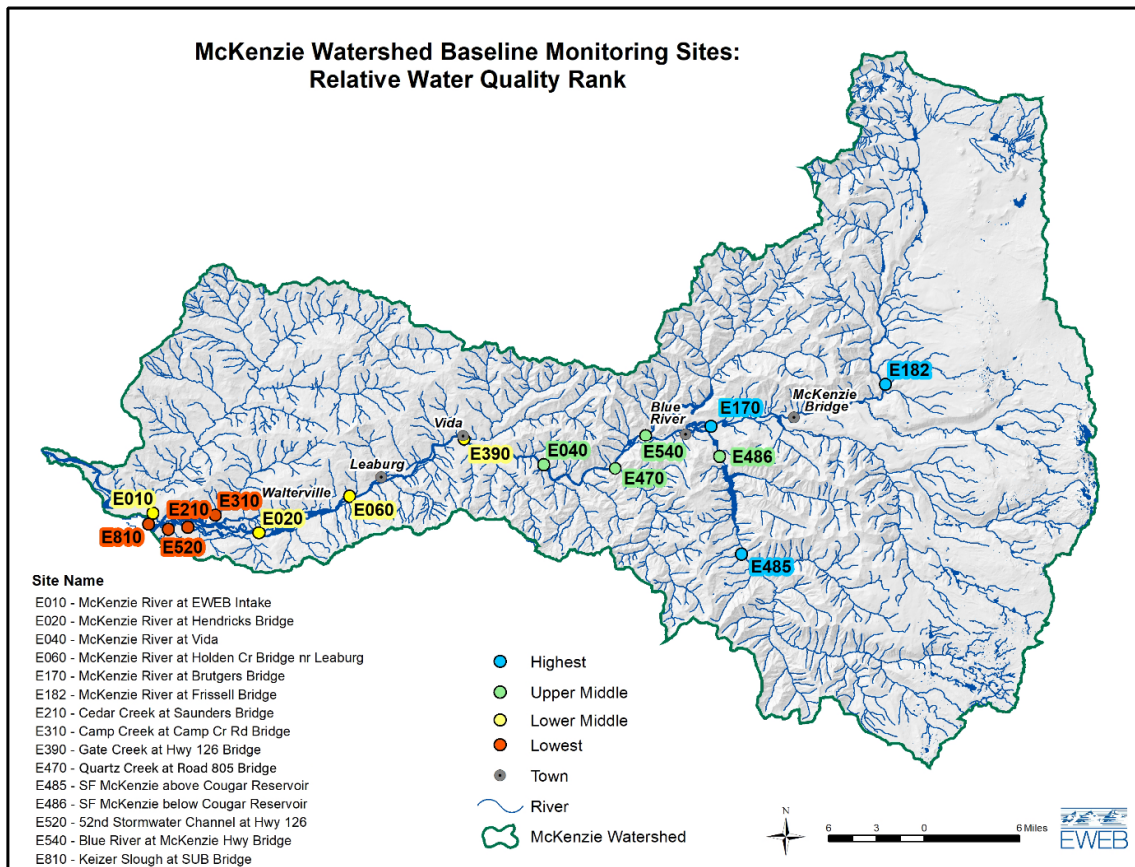 McKenzie Watershed Baseline Monitoring Sites:
Relative Water Quality Rank
E182
McKenzie
Bridge
Blue
River
E170
E540
E486
Vida
E390
E040
E470
Leaburg
E485
E010
E210
E310
Walterville
E060
E020
E810
E520
Site Name
E010 - McKenzie River at EWEB Intake
E020 - McKenzie River at Hendricks Bridge
E040 - McKenzie River at Vida
E060 - McKenzie River at Holden Cr Bridge nr Leaburg
E170 - McKenzie River at Brutgers Bridge
E182 - McKenzie River at Frissell Bridge
E210 - Cedar Creek at Saunders Bridge
E310 - Camp Creek at Camp Cr Rd Bridge
E390 - Gate Creek at Hwy 126 Bridge
E470 - Quartz Creek at Road 805 Bridge
E485 - SF McKenzie above Cougar Reservoir
E486 - SF McKenzie below Cougar Reservoir
E520 - 52nd Stormwater Channel at Hwy 126
E540 - Blue River at McKenzie Hwy Bridge
E810 - Keizer Slough at SUB Bridge
Highest
Upper Middle
Lower Middle
Lowest
Town
River
McKenzie Watershed
N
6 3 0 6 Miles
EWEB